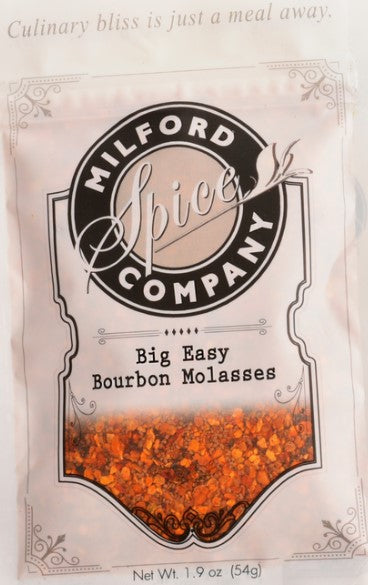 Culinary bliss is just a meal away.
MILFORD
Spice
COMPANY
Big Easy
Bourbon Molasses
Net Wt. 1.9 oz (54g)